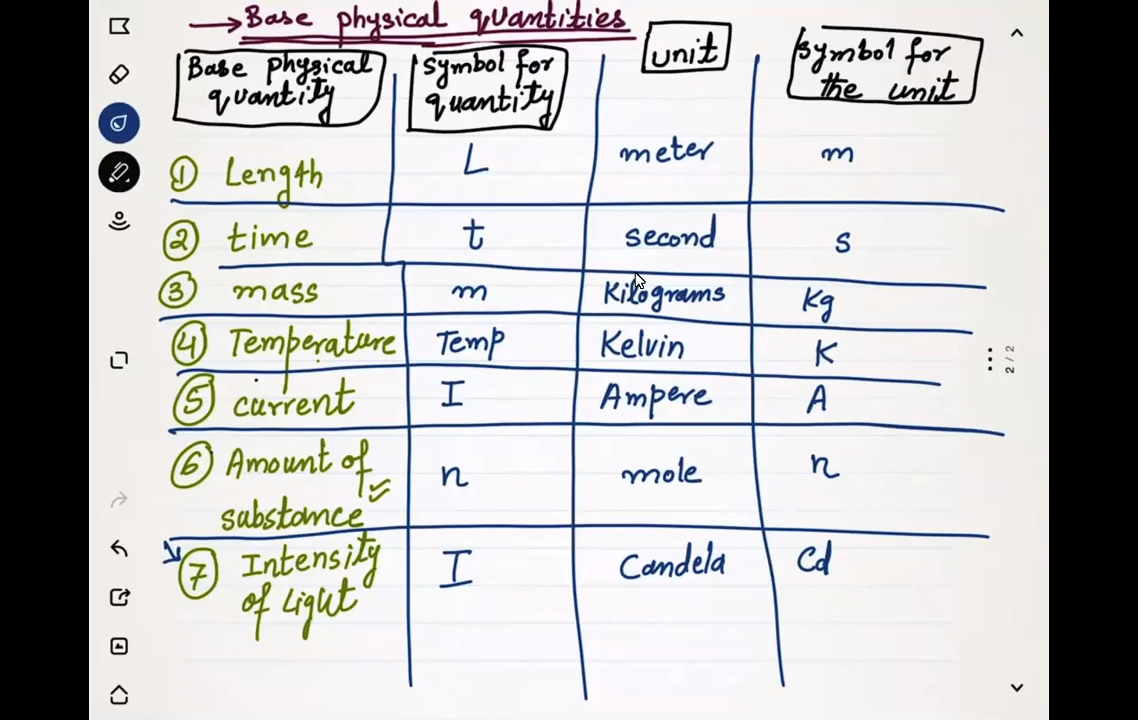 →Base physical quantities
Base physical quantity
Symbol for quantity
unit
Symbol for the unit
① Length L meter m
② time t second s
③ mass m Kilograms Kg
④ Temperature Temp Kelvin K
⑤ current I Ampere A
⑥ Amount of substance n mole n
⑦ Intensity of Light I Candela Cd
2/2